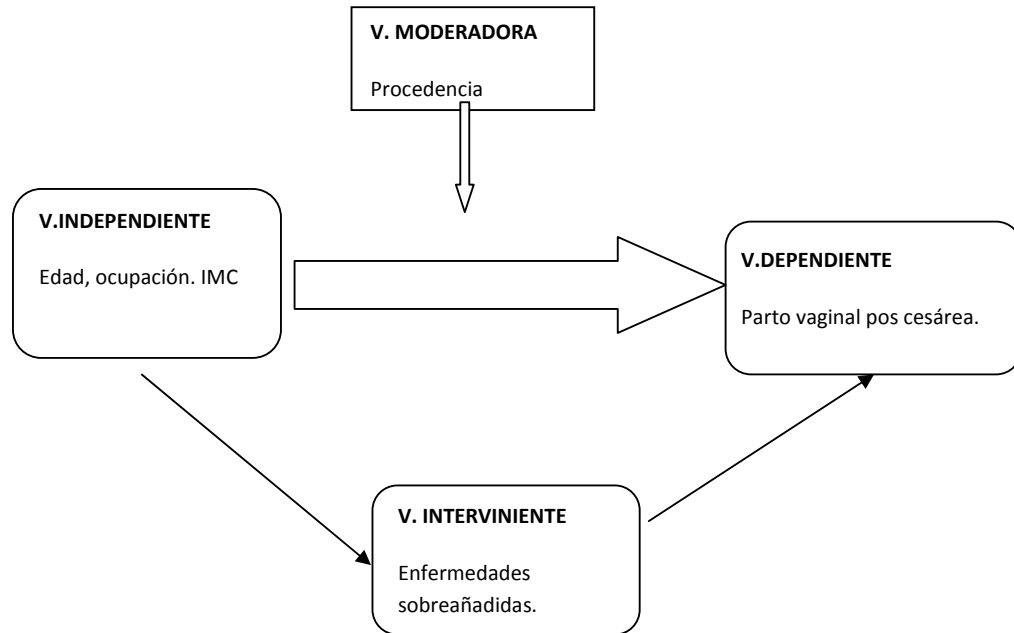 V. MODERADORA
Procedencia
V.INDEPENDIENTE
Edad, ocupación. IMC
V.DEPENDIENTE
Parto vaginal pos cesárea.
V. INTERVINIENTE
Enfermedades
sobreañadidas.